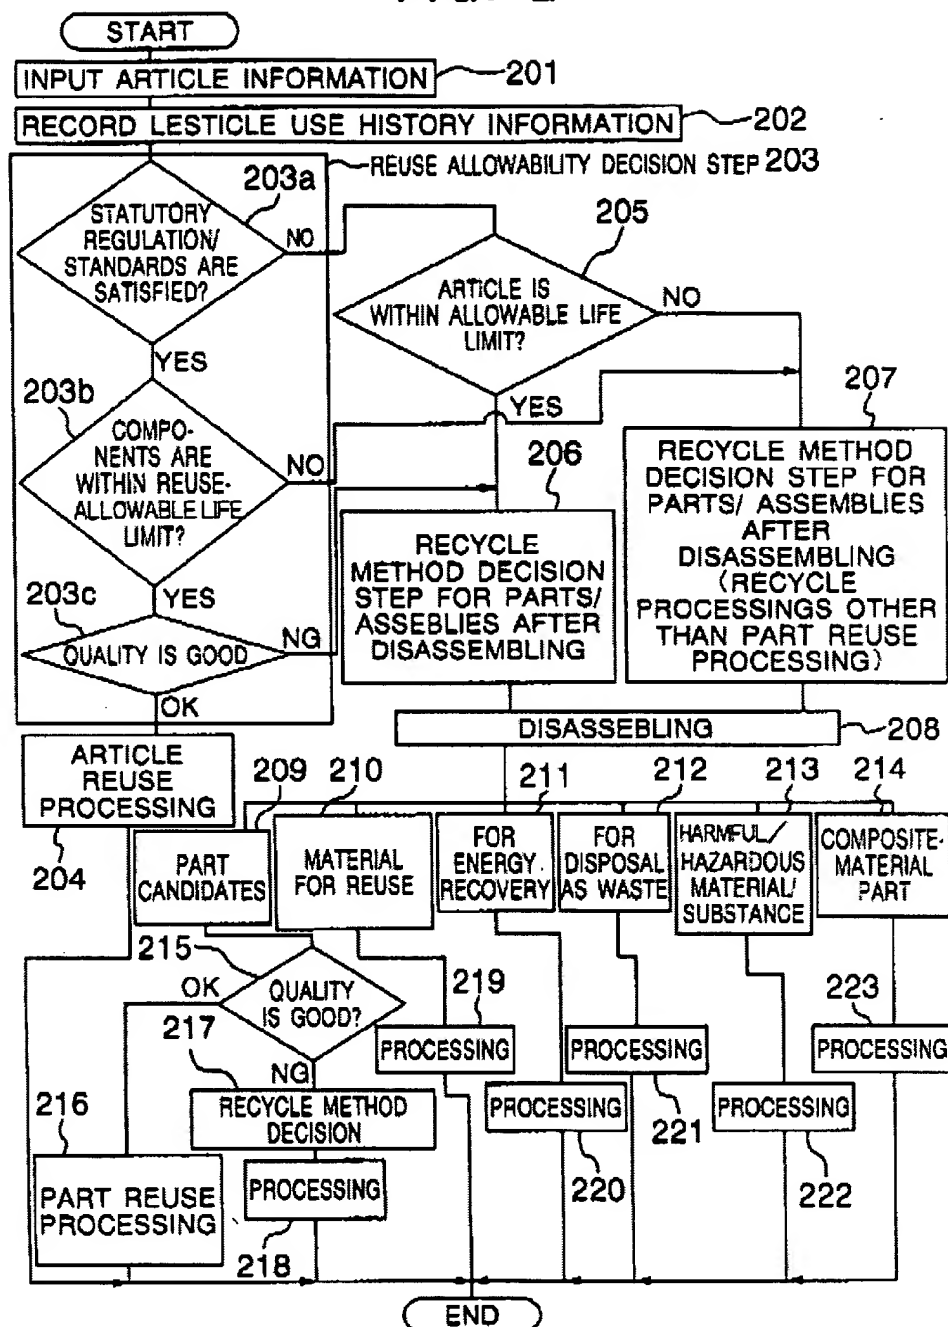 START
INPUT ARTICLE INFORMATION
201
RECORD LESTICLE USE HISTORY INFORMATION
202
REUSE ALLOWABILITY DECISION STEP 203
203a
STATUTORY
REGULATION/
STANDARDS ARE
SATISFIED?
NO
YES
205
ARTICLE IS
WITHIN ALLOWABLE LIFE
LIMIT?
NO
YES
203b
COMPO-
NENTS ARE
WITHIN REUSE-
ALLOWABLE LIFE
LIMIT?
NO
YES
206
RECYCLE
METHOD DECISION
STEP FOR PARTS/
ASSEBLIES AFTER
DISASSEMBLING
207
RECYCLE METHOD
DECISION STEP FOR
PARTS/ ASSEMBLIES
AFTER
DISASSEMBLING
(RECYCLE
PROCESSINGS OTHER
THAN PART REUSE
PROCESSING)
203c
QUALITY IS GOOD
NG
OK
DISASSEBLING
208
ARTICLE
REUSE
PROCESSING
204
209
PART
CANDIDATES
210
MATERIAL
FOR REUSE
211
FOR
ENERGY
RECOVERY
212
FOR
DISPOSAL
AS WASTE
213
HARMFUL/
HAZARDOUS
MATERIAL/
SUBSTANCE
214
COMPOSITE-
MATERIAL
PART
215
QUALITY
IS GOOD?
OK
NG
217
RECYCLE METHOD
DECISION
216
PART REUSE
PROCESSING
PROCESSING
218
219
PROCESSING
PROCESSING
220
PROCESSING
221
PROCESSING
222
223
PROCESSING
END